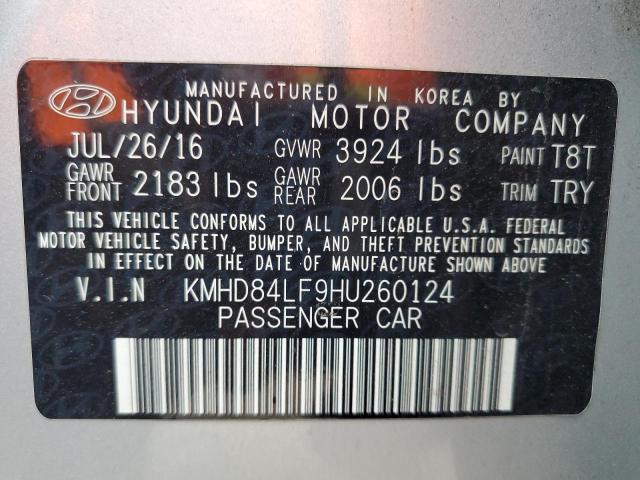 MANUFACTURED IN KOREA BY
HYUNDAI MOTOR COMPANY
JUL/26/16 GVWR 3924 lbs PAINT T8T
GAWR FRONT 2183 lbs GAWR REAR 2006 lbs TRIM TRY
THIS VEHICLE CONFORMS TO ALL APPLICABLE U.S.A. FEDERAL
MOTOR VEHICLE SAFETY, BUMPER, AND THEFT PREVENTION STANDARDS
IN EFFECT ON THE DATE OF MANUFACTURE SHOWN ABOVE.
V.I.N KMHD84LF9HU260124
PASSENGER CAR